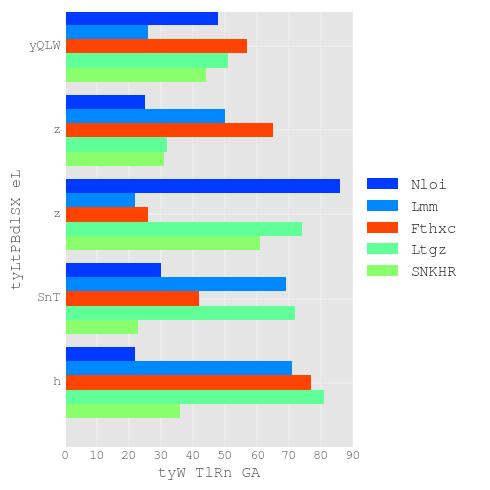 yQLW
z
z
SnT
h
tyLtPBdlSX eL
0 10 20 30 40 50 60 70 80 90
tyW TlRn GA
Nloi
Lmm
Fthxc
Ltgz
SNKHR